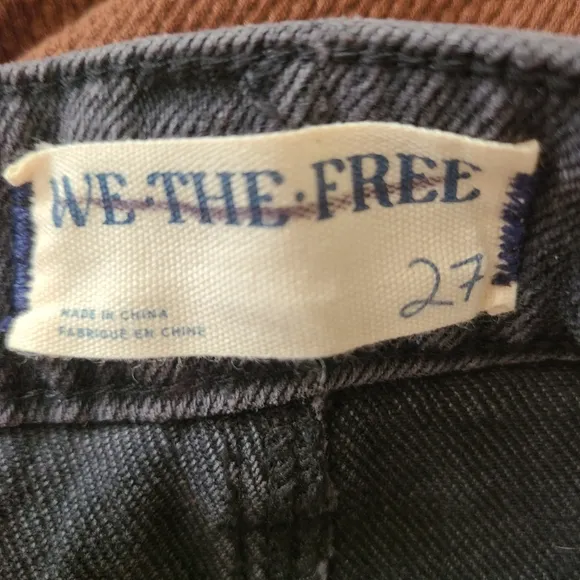 WE·THE·FREE
27
MADE IN CHINA
FABRIQUE EN CHINE